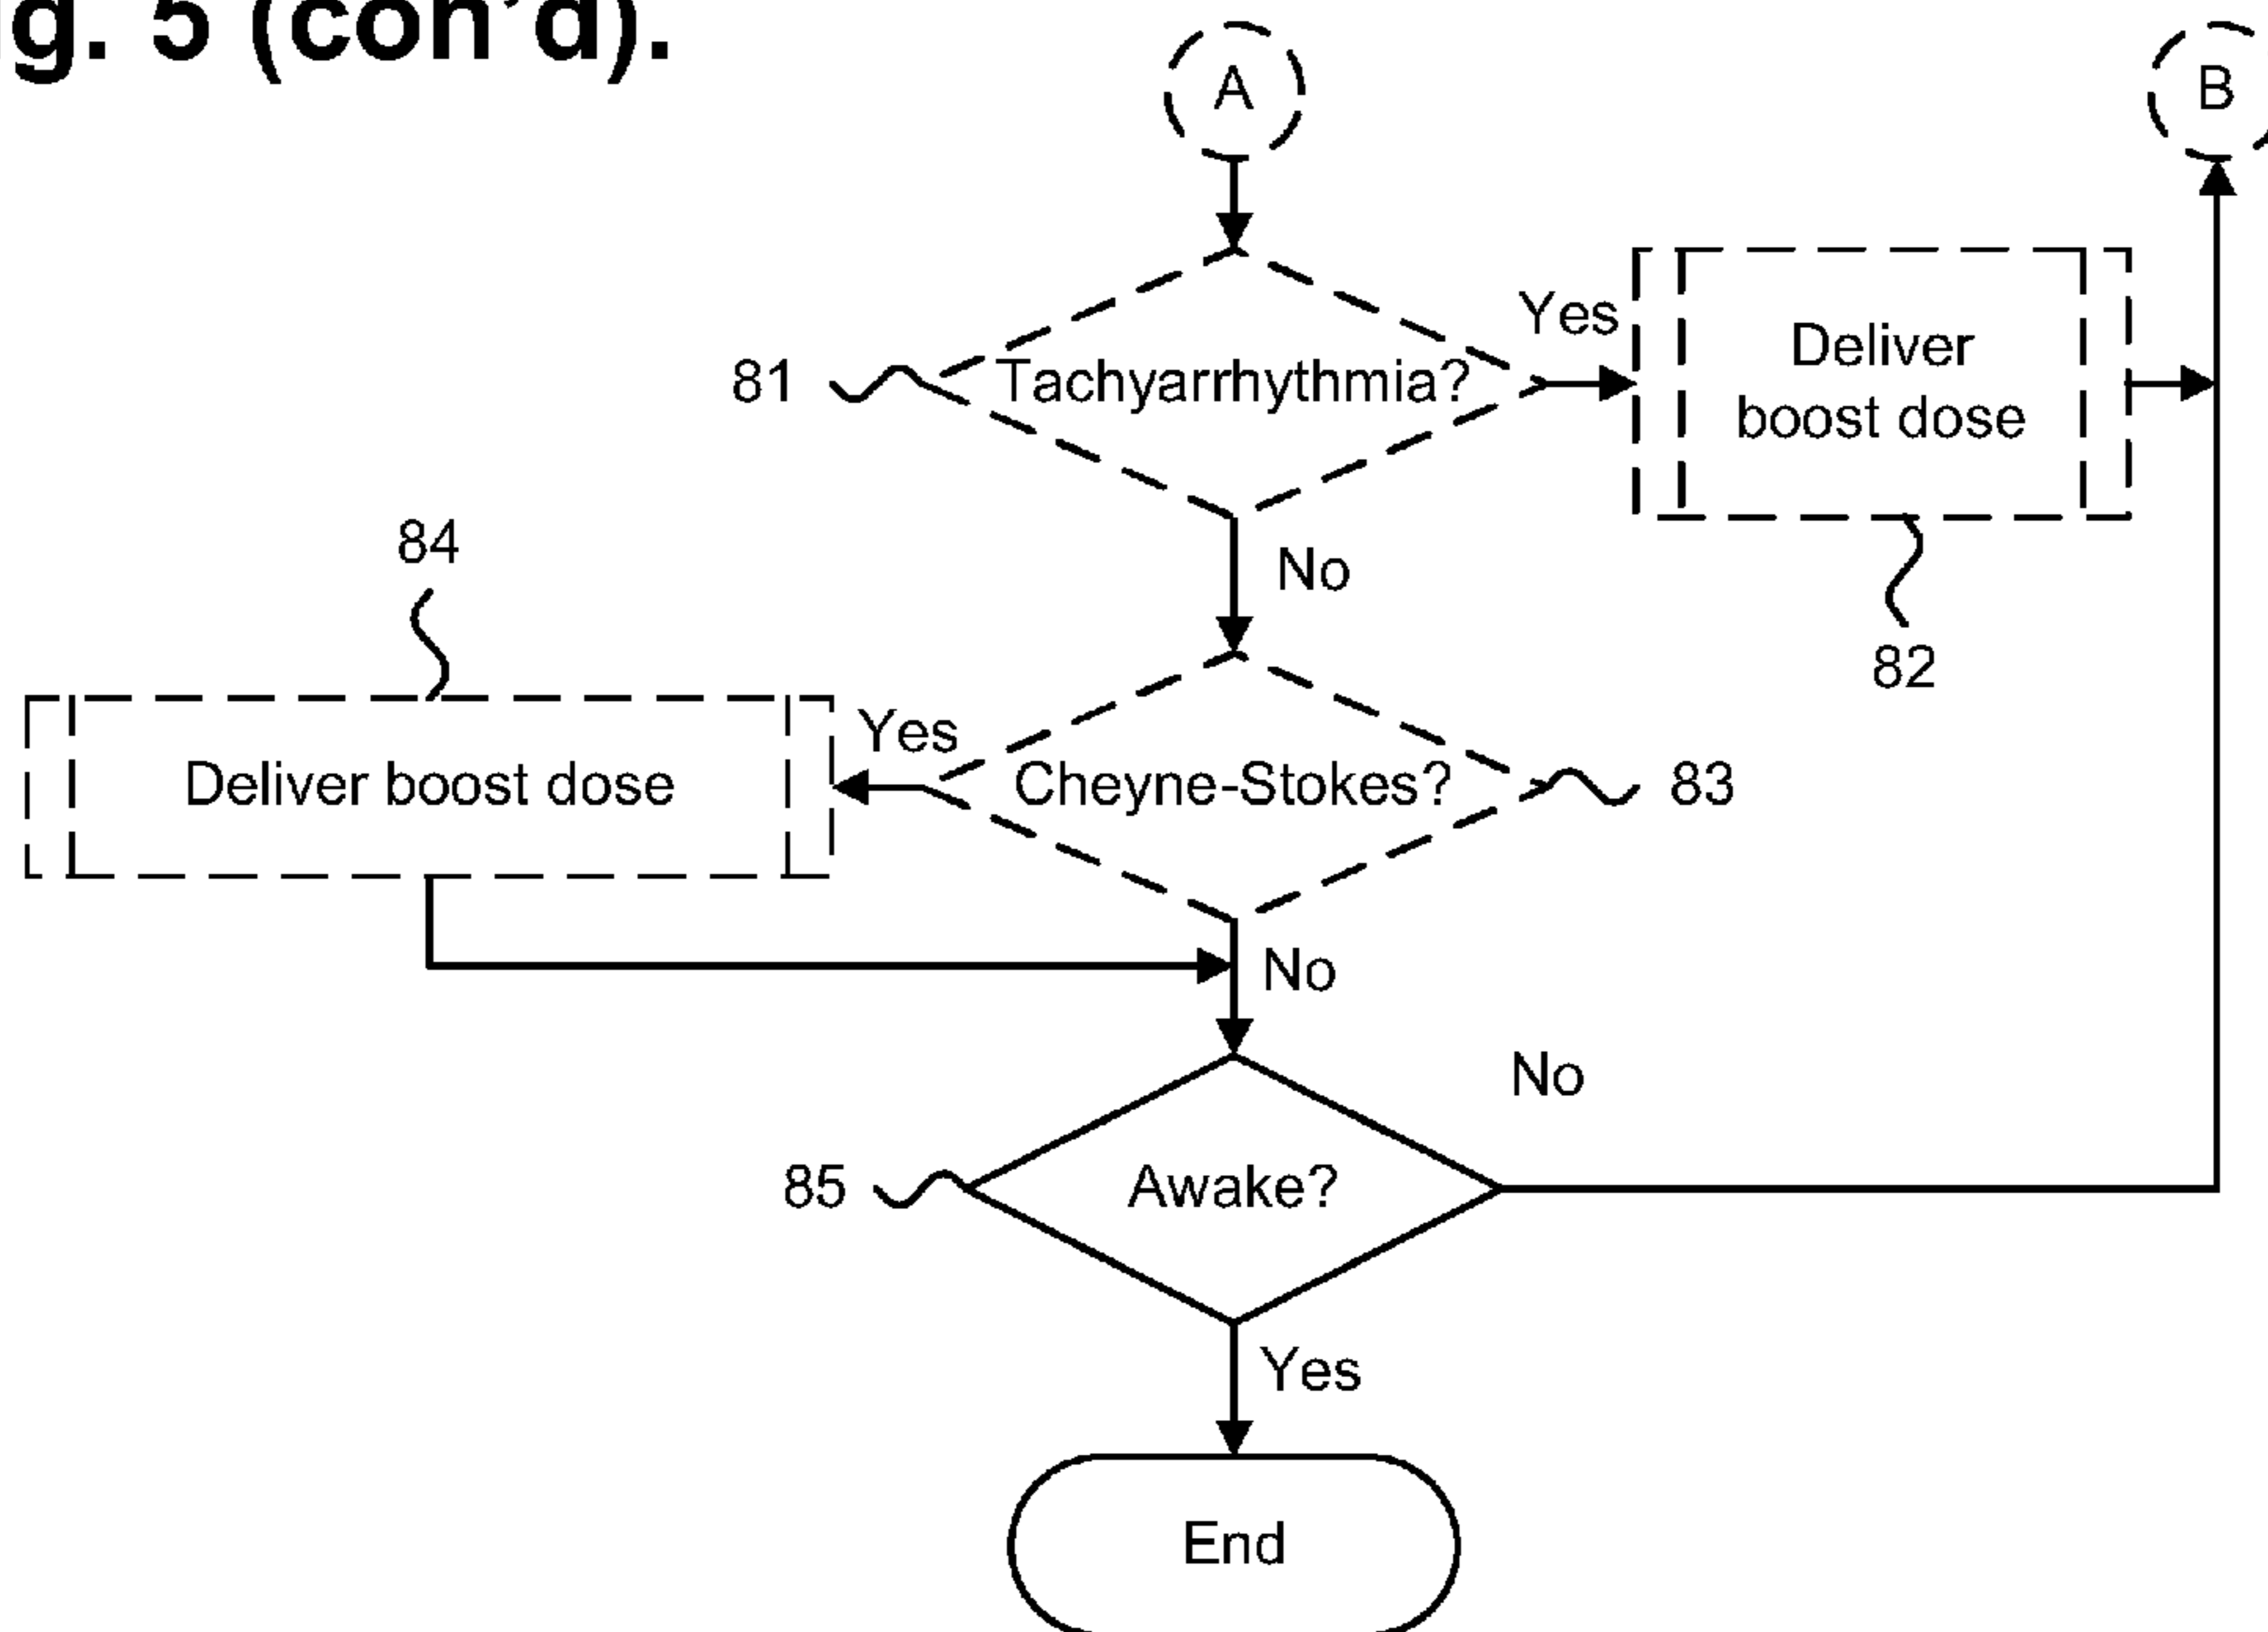 g. 5 (con'd).
A
B
Yes
81
Tachyarrhythmia?
Deliver
boost dose
84
No
82
Yes
Deliver boost dose
Cheyne-Stokes?
83
No
No
85
Awake?
Yes
End